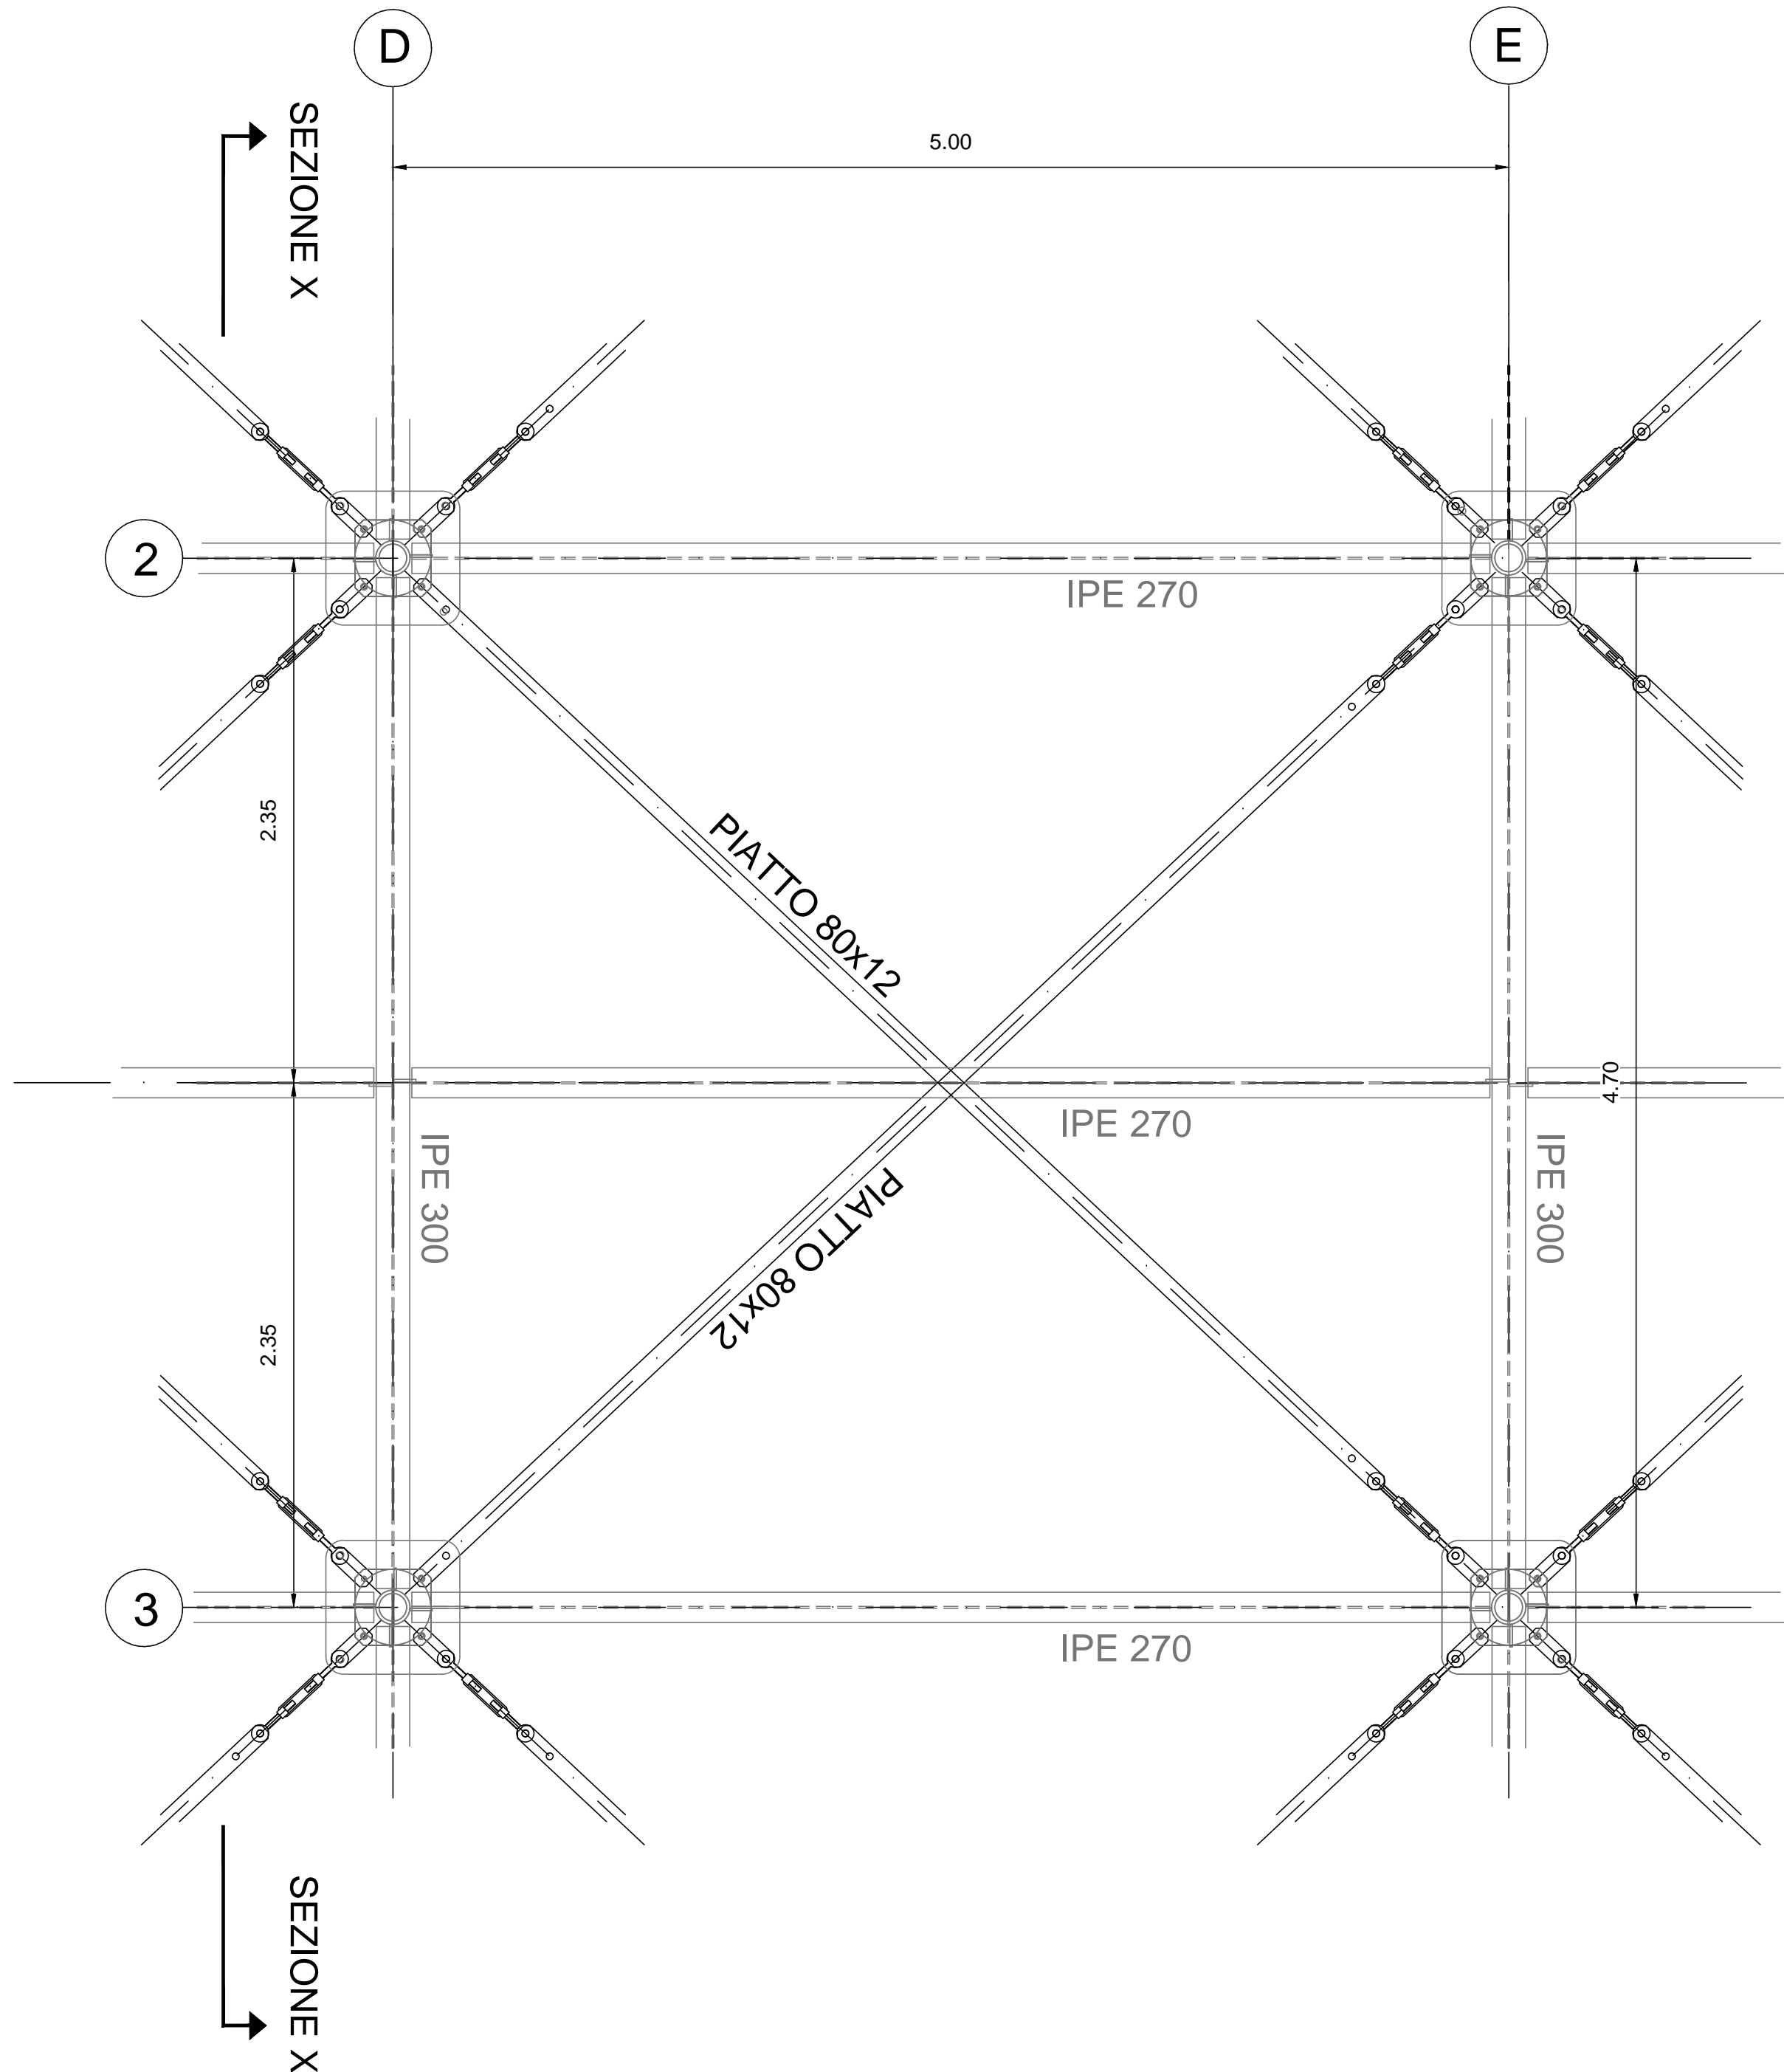 D
E
SEZIONE X
5.00
2
IPE 270
2.35
PIATTO 80x12
4.70
IPE 270
IPE 300
IPE 300
PIATTO 80x12
2.35
3
IPE 270
SEZIONE X